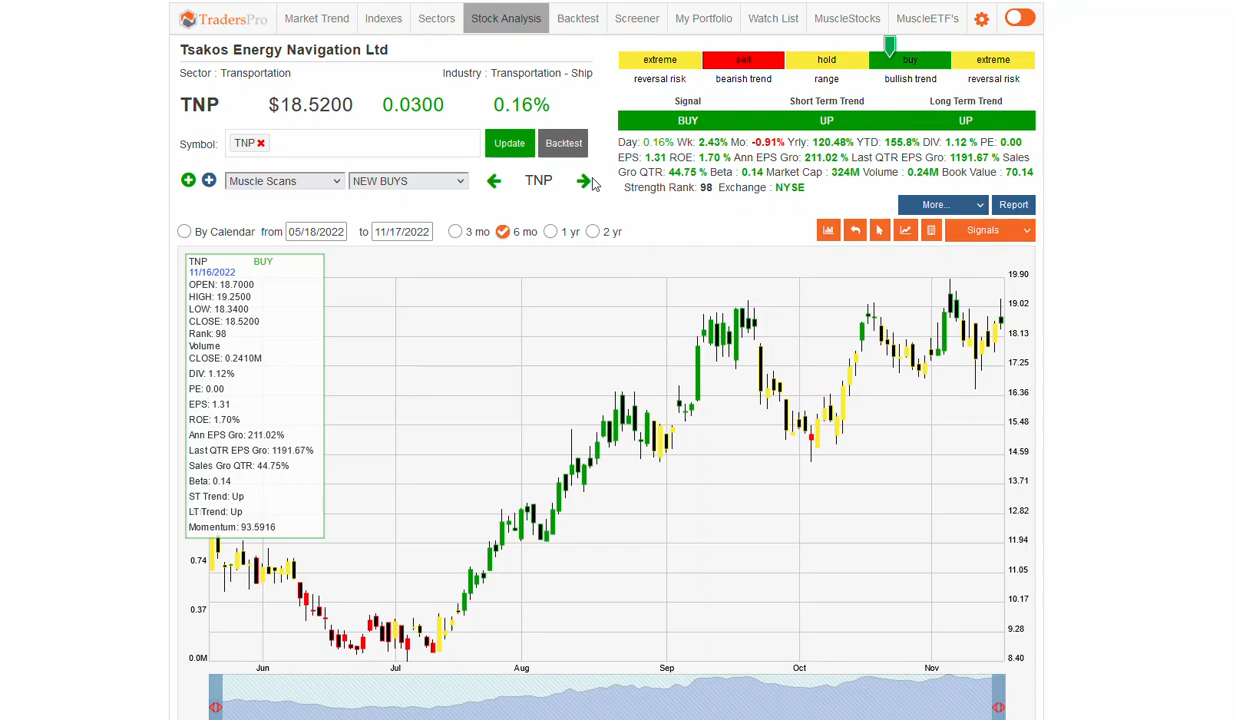 TradersPro Market Trend Indexes Sectors Stock Analysis Backtest Screener My Portfolio Watch List MuscleStocks MuscleETF's
Tsakos Energy Navigation Ltd
Sector : Transportation Industry : Transportation - Ship
TNP $18.5200 0.0300 0.16%
Symbol: TNP Update Backtest
Muscle Scans NEW BUYS TNP
extreme sell hold buy extreme
reversal risk bearish trend range bullish trend reversal risk
Signal Short Term Trend Long Term Trend
BUY UP UP
Day: 0.16% Wk: 2.43% Mo: -0.91% Yrly: 120.48% YTD: 155.8% DIV: 1.12 % PE: 0.00
EPS: 1.31 ROE: 1.70 % Ann EPS Gro: 211.02 % Last QTR EPS Gro: 1191.67 % Sales
Gro QTR: 44.75 % Beta : 0.14 Market Cap : 324M Volume : 0.24M Book Value : 70.14
Strength Rank: 98 Exchange : NYSE
More... Report
By Calendar from 05/18/2022 to 11/17/2022 3 mo 6 mo 1 yr 2 yr
Signals
TNP BUY
11/16/2022
OPEN: 18.7000
HIGH: 19.2500
LOW: 18.3400
CLOSE: 18.5200
Rank: 98
Volume
CLOSE: 0.2410M
DIV: 1.12%
PE: 0.00
EPS: 1.31
ROE: 1.70%
Ann EPS Gro: 211.02%
Last QTR EPS Gro: 1191.67%
Sales Gro QTR: 44.75%
Beta: 0.14
ST Trend: Up
LT Trend: Up
Momentum: 93.5916
0.74
0.37
0.0M
19.90
19.02
18.13
17.25
16.36
15.48
14.59
13.71
12.82
11.94
11.05
10.17
9.28
8.40
Jun Jul Aug Sep Oct Nov